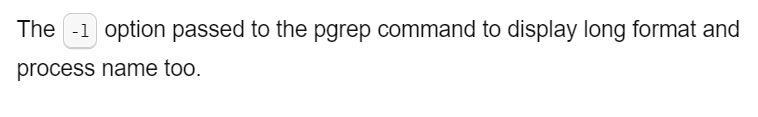 The -l option passed to the pgrep command to display long format and
process name too.